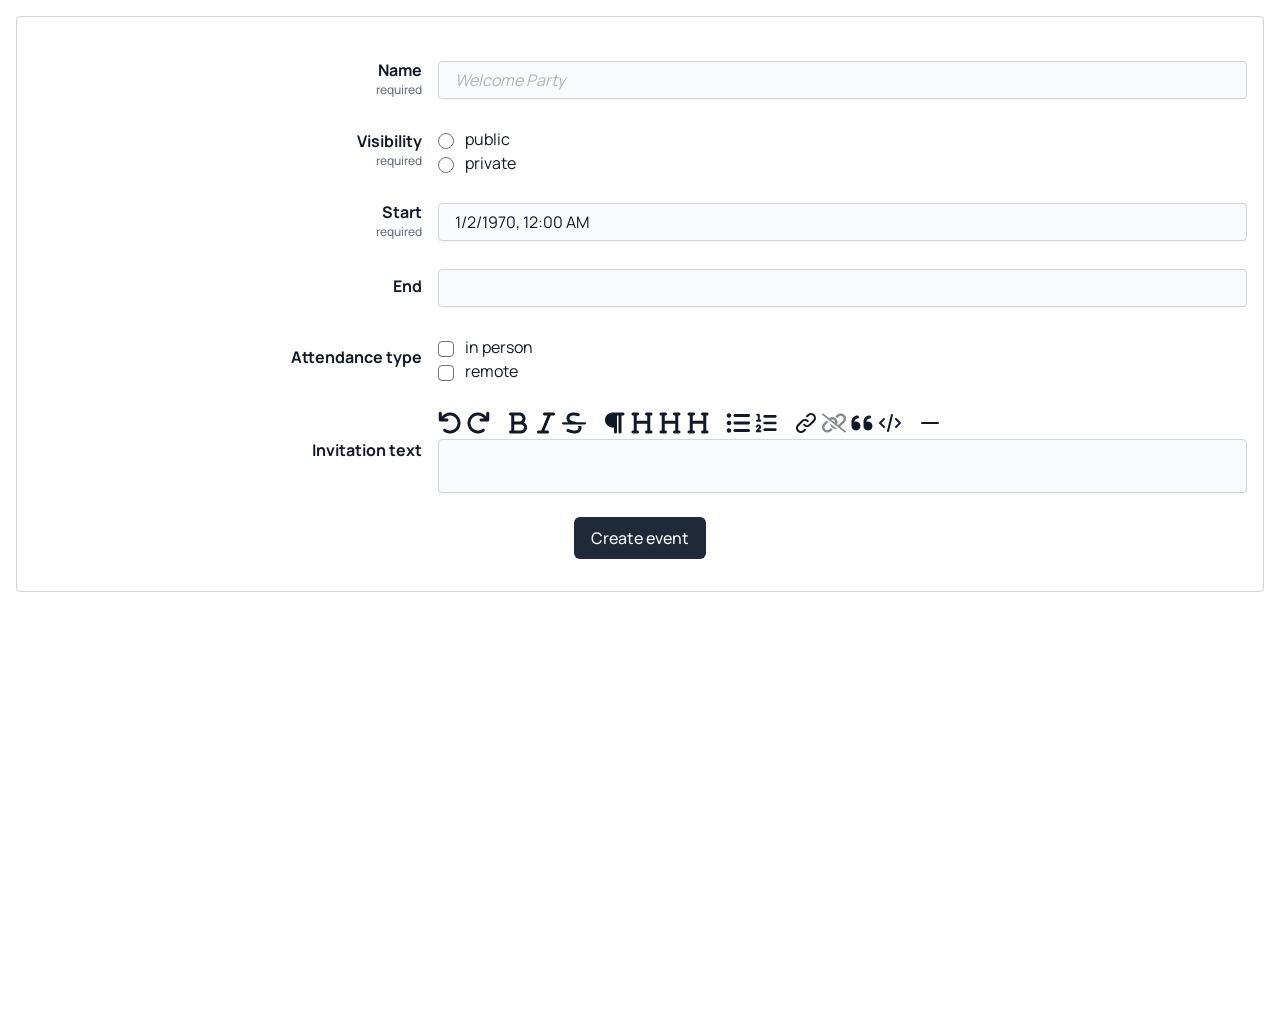 Name
required
Welcome Party
Visibility
required
public
private
Start
required
1/2/1970, 12:00 AM
End
Attendance type
in person
remote
Invitation text
Create event